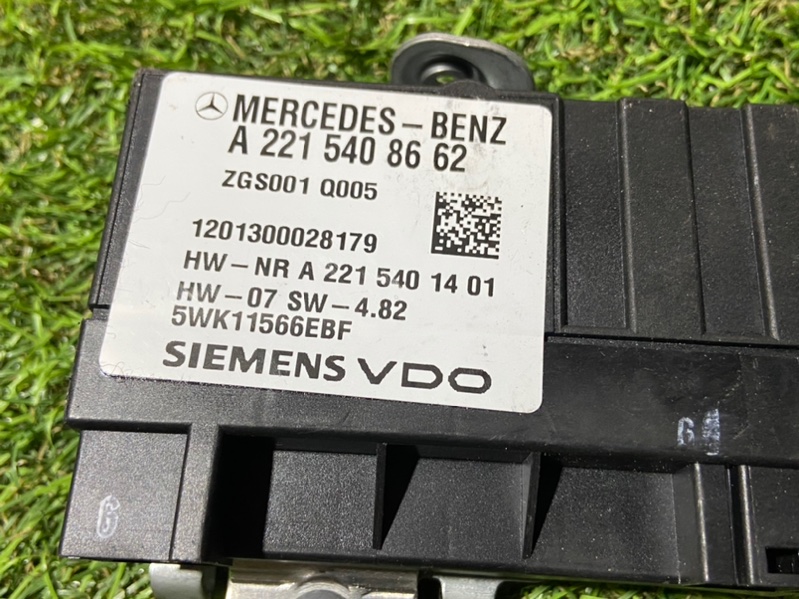 MERCEDES-BENZ
A 221 540 86 62
ZGS001 Q005
1201300028179
HW-NR A 221 540 14 01
HW-07 SW-4.82
5WK11566EBF
SIEMENS VDO
G